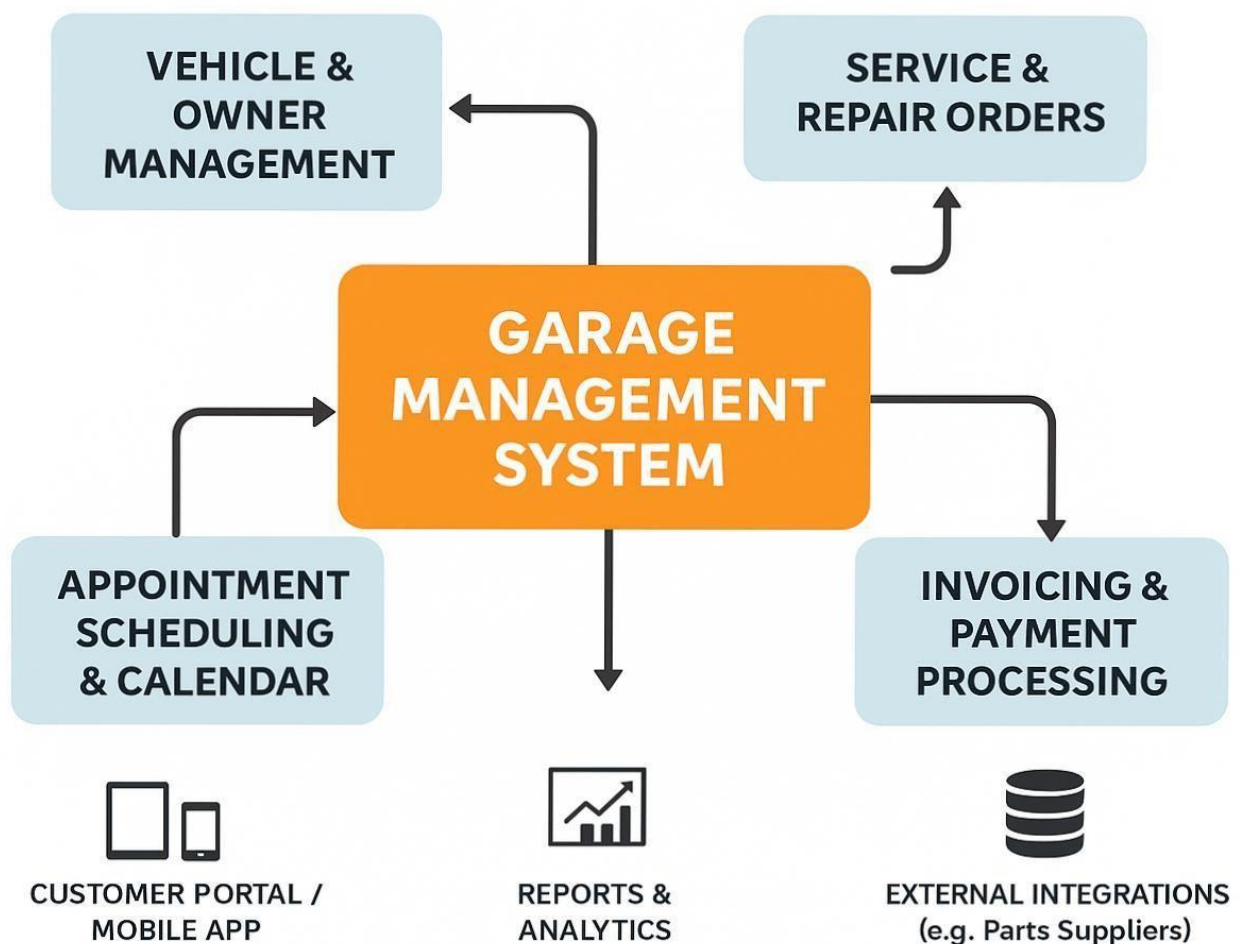 VEHICLE &
OWNER
MANAGEMENT
SERVICE &
REPAIR ORDERS
GARAGE
MANAGEMENT
SYSTEM
APPOINTMENT
SCHEDULING
& CALENDAR
INVOICING &
PAYMENT
PROCESSING
CUSTOMER PORTAL /
MOBILE APP
REPORTS &
ANALYTICS
EXTERNAL INTEGRATIONS
(e.g. Parts Suppliers)